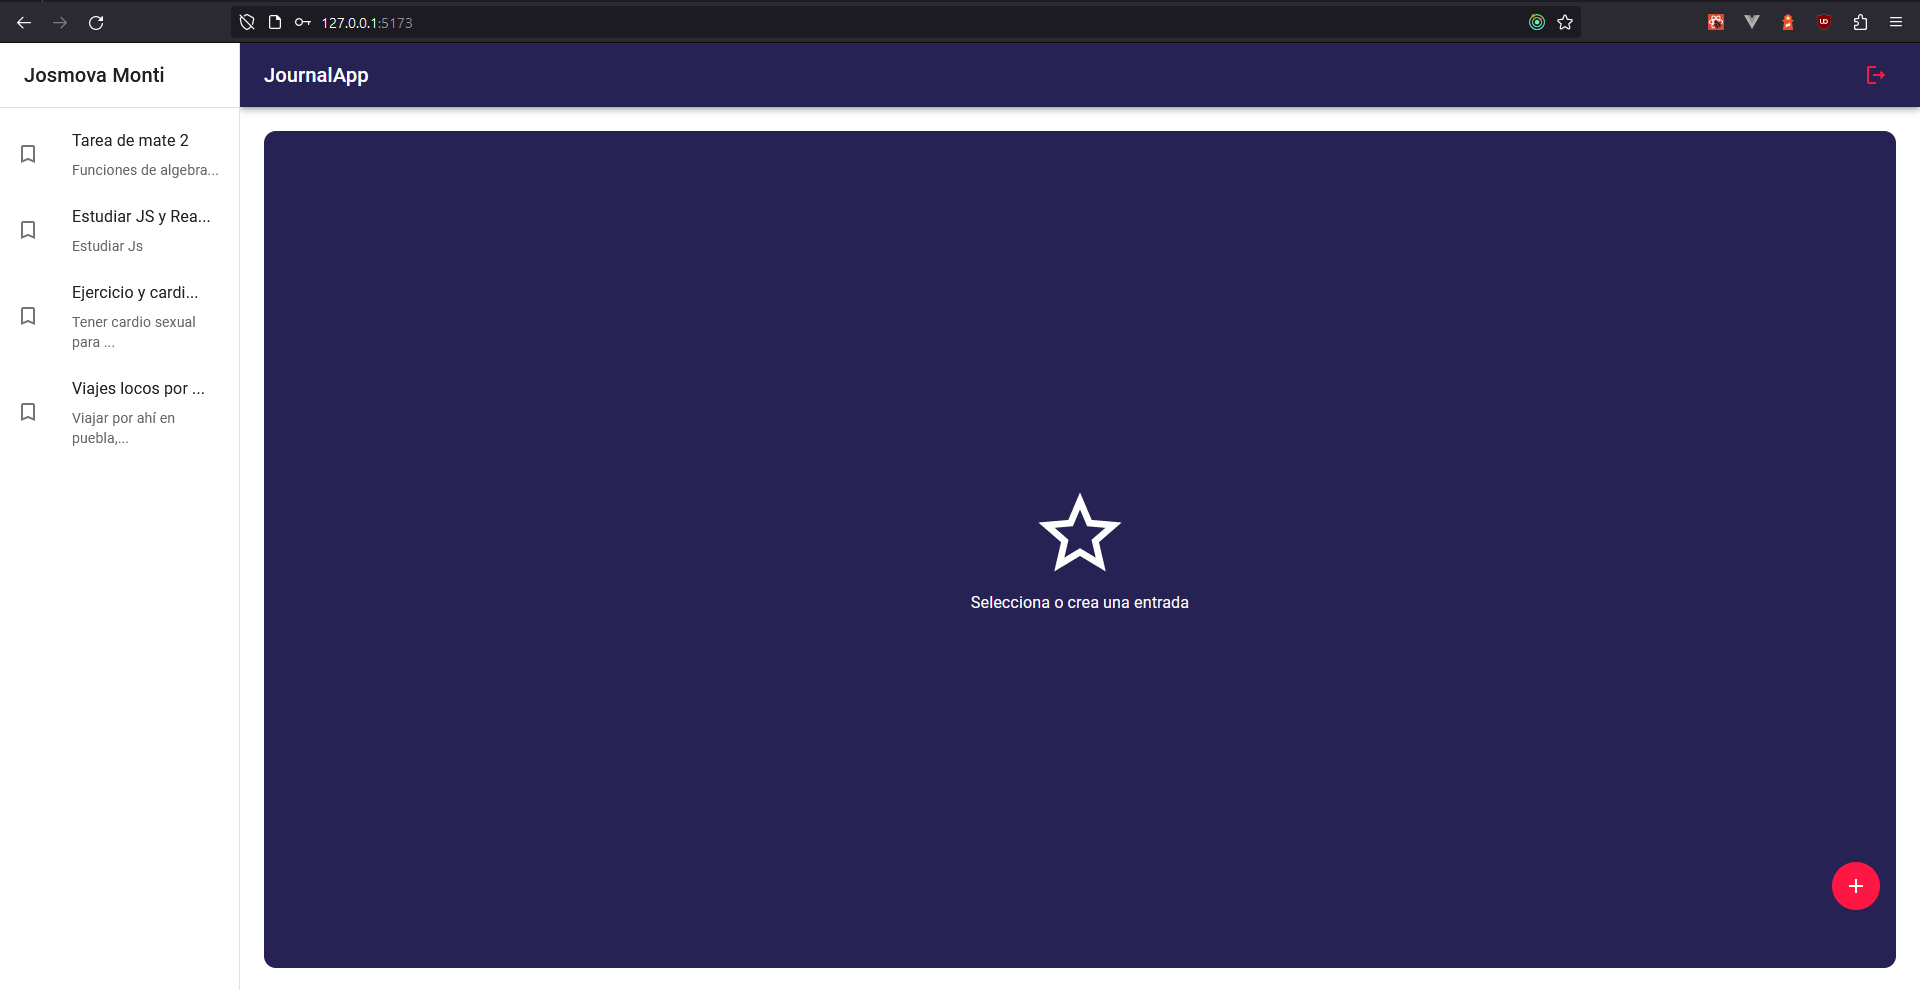 127.0.0.1:5173
Josmova Monti
JournalApp
Tarea de mate 2
Funciones de algebra...
Estudiar JS y Rea...
Estudiar Js
Ejercicio y cardi...
Tener cardio sexual
para ...
Viajes locos por ...
Viajar por ahí en
puebla,...
Selecciona o crea una entrada